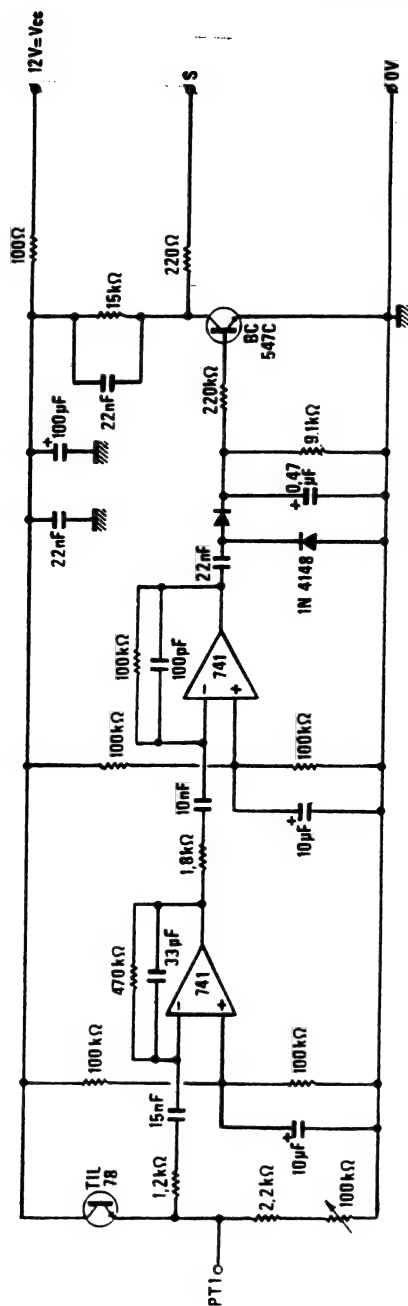 PT1
TIL
78
1,2kΩ
2,2kΩ
100kΩ
15nF
100kΩ
10µF
+
100kΩ
470kΩ
33pF
741
−
+
1,8kΩ
10nF
100kΩ
10µF
+
100kΩ
100kΩ
100pF
741
−
+
22nF
1N 4148
+
0,47
µF
9.1kΩ
22nF
+
100µF
220kΩ
22nF
15kΩ
BC
547C
100Ω
220Ω
12V=Vcc
S
0V